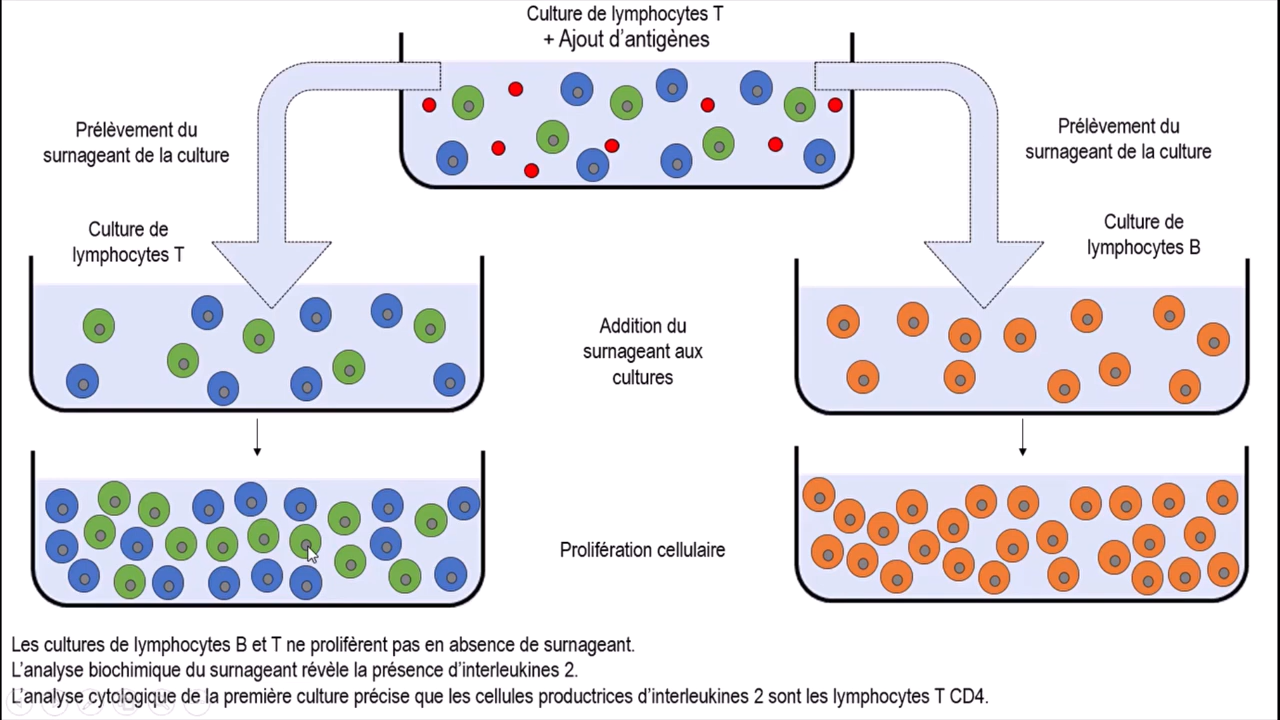 Culture de lymphocytes T
+ Ajout d’antigènes
Prélèvement du
surnageant de la culture
Prélèvement du
surnageant de la culture
Culture de
lymphocytes T
Culture de
lymphocytes B
Addition du
surnageant aux
cultures
Prolifération cellulaire
Les cultures de lymphocytes B et T ne prolifèrent pas en absence de surnageant.
L’analyse biochimique du surnageant révèle la présence d’interleukines 2.
L’analyse cytologique de la première culture précise que les cellules productrices d’interleukines 2 sont les lymphocytes T CD4.